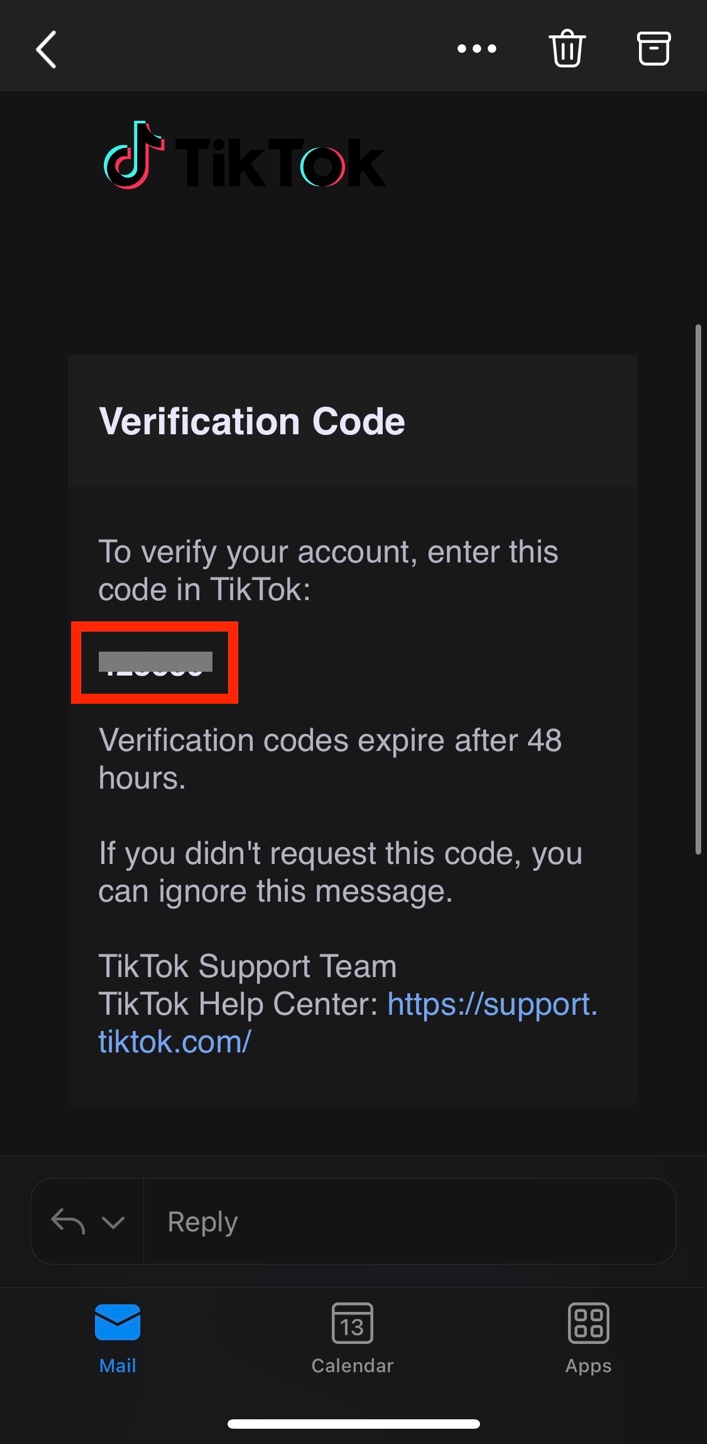 TikTok
Verification Code
To verify your account, enter this
code in TikTok:
Verification codes expire after 48
hours.
If you didn't request this code, you
can ignore this message.
TikTok Support Team
TikTok Help Center: https://support.
tiktok.com/
Reply
13
Mail
Calendar
Apps